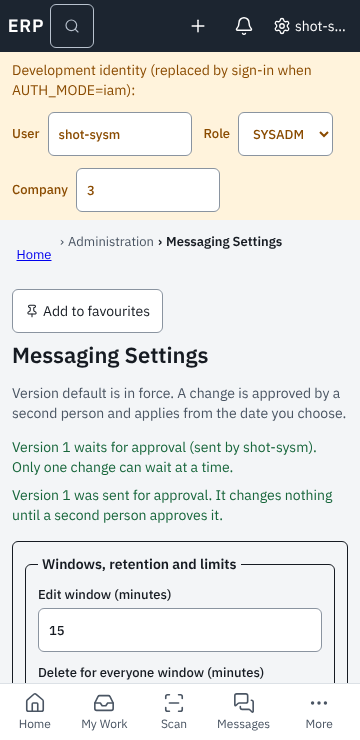 ERP
shot-s...
Development identity (replaced by sign-in when
AUTH_MODE=iam):
User shot-sysm Role SYSADM
Company 3
Home › Administration › Messaging Settings
Add to favourites
Messaging Settings
Version default is in force. A change is approved by a
second person and applies from the date you choose.
Version 1 waits for approval (sent by shot-sysm).
Only one change can wait at a time.
Version 1 was sent for approval. It changes nothing
until a second person approves it.
Windows, retention and limits
Edit window (minutes)
15
Delete for everyone window (minutes)
Home My Work Scan Messages More